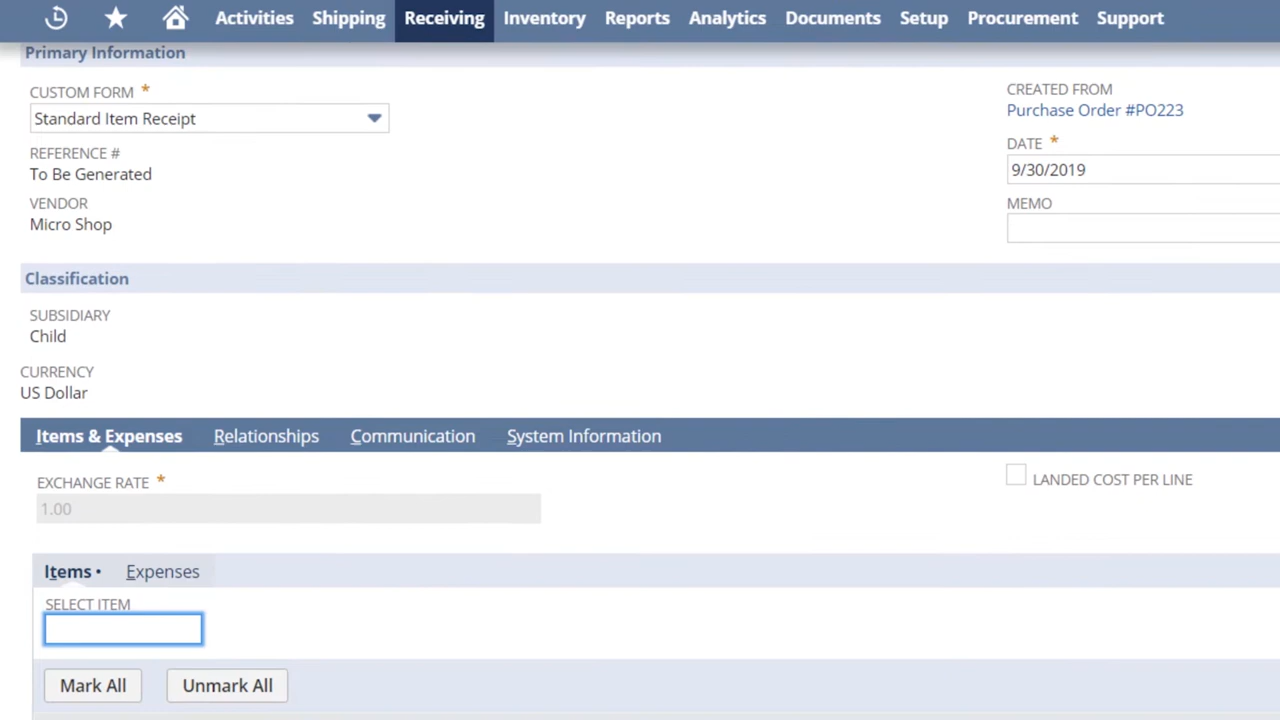 Activities Shipping Receiving Inventory Reports Analytics Documents Setup Procurement Support
Primary Information
CUSTOM FORM *
Standard Item Receipt
REFERENCE #
To Be Generated
VENDOR
Micro Shop
CREATED FROM
Purchase Order #PO223
DATE *
9/30/2019
MEMO
Classification
SUBSIDIARY
Child
CURRENCY
US Dollar
Items & Expenses Relationships Communication System Information
EXCHANGE RATE *
1.00
LANDED COST PER LINE
Items • Expenses
SELECT ITEM
Mark All Unmark All